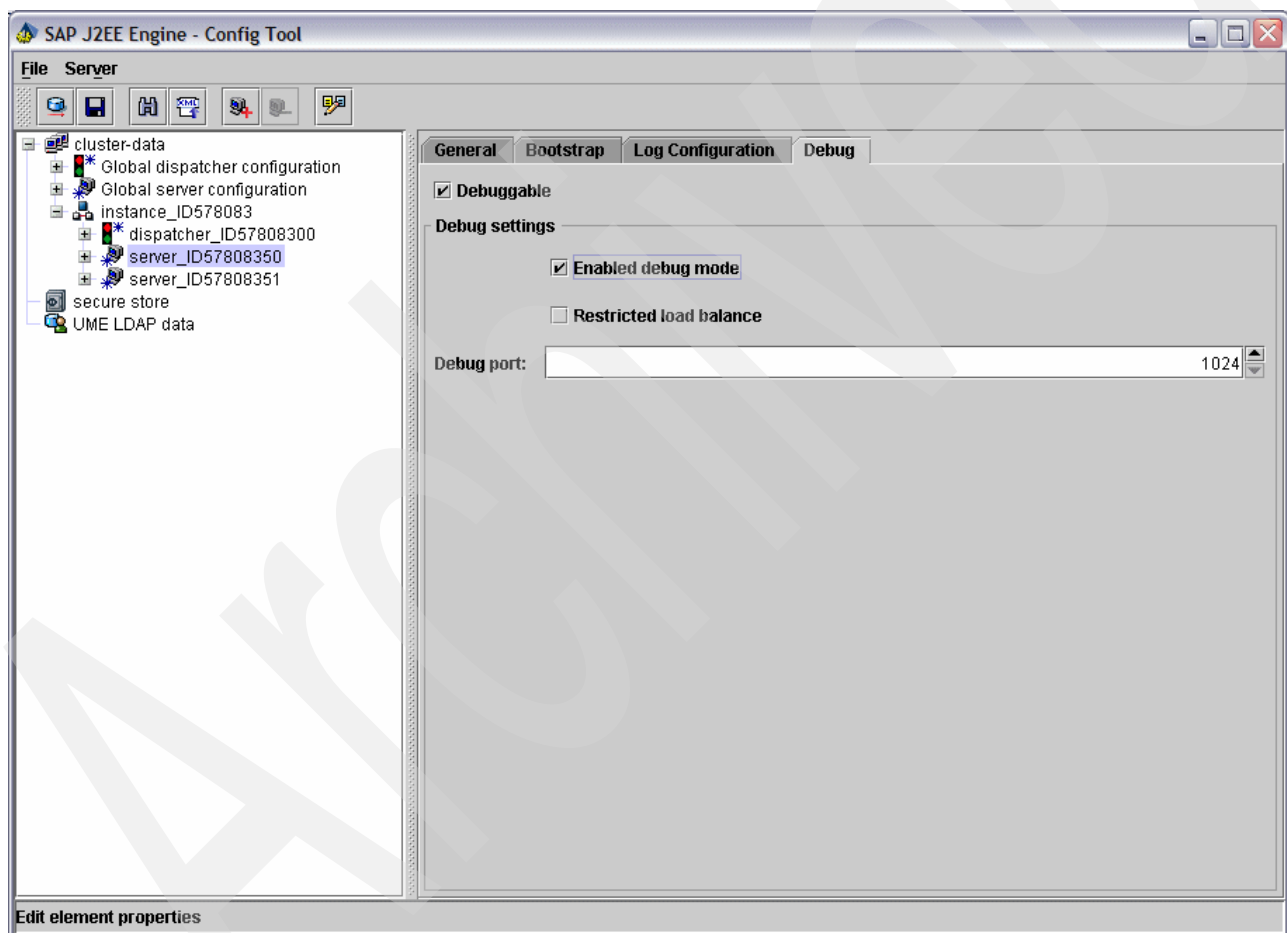 SAP J2EE Engine - Config Tool
File Server
XML
cluster-data
Global dispatcher configuration
Global server configuration
instance_ID578083
dispatcher_ID57808300
server_ID57808350
server_ID57808351
secure store
UME LDAP data
General Bootstrap Log Configuration Debug
Debuggable
Debug settings
Enabled debug mode
Restricted load balance
Debug port: 1024
Edit element properties
Archived